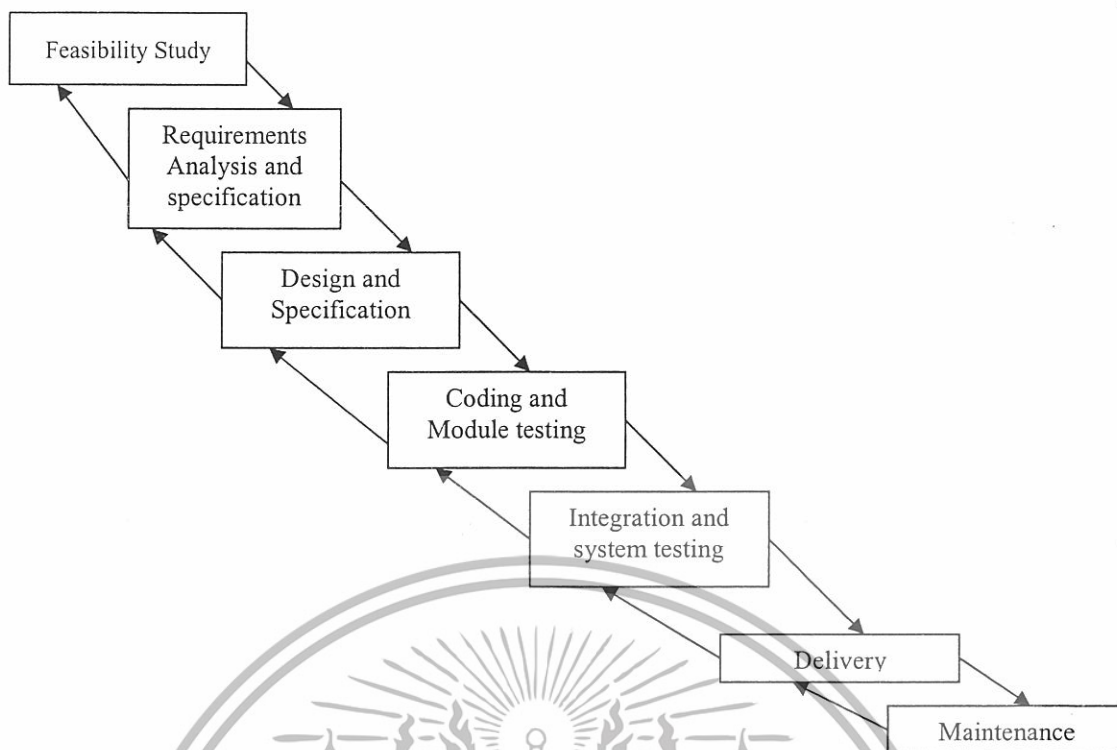 Feasibility Study
Requirements
Analysis and
specification
Design and
Specification
Coding and
Module testing
Integration and
system testing
Delivery
Maintenance